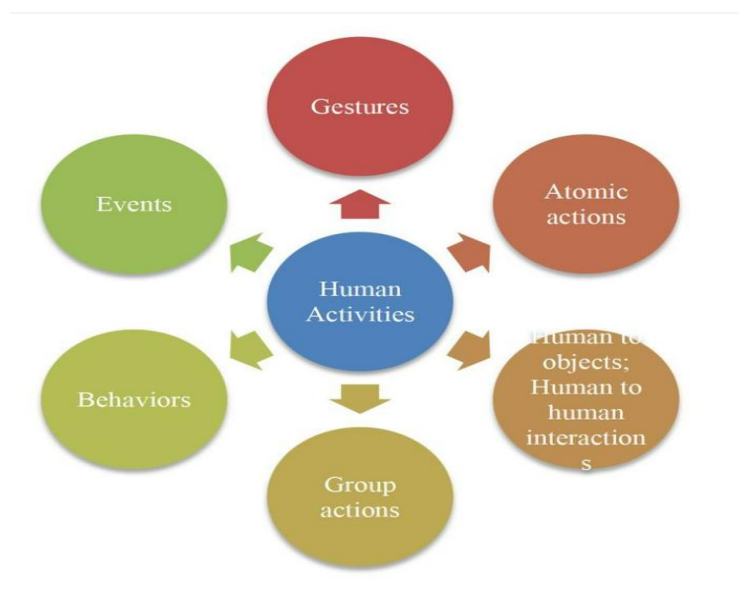 Gestures
Atomic
actions
Human to
objects;
Human to
human
interaction
s
Group
actions
Behaviors
Events
Human
Activities